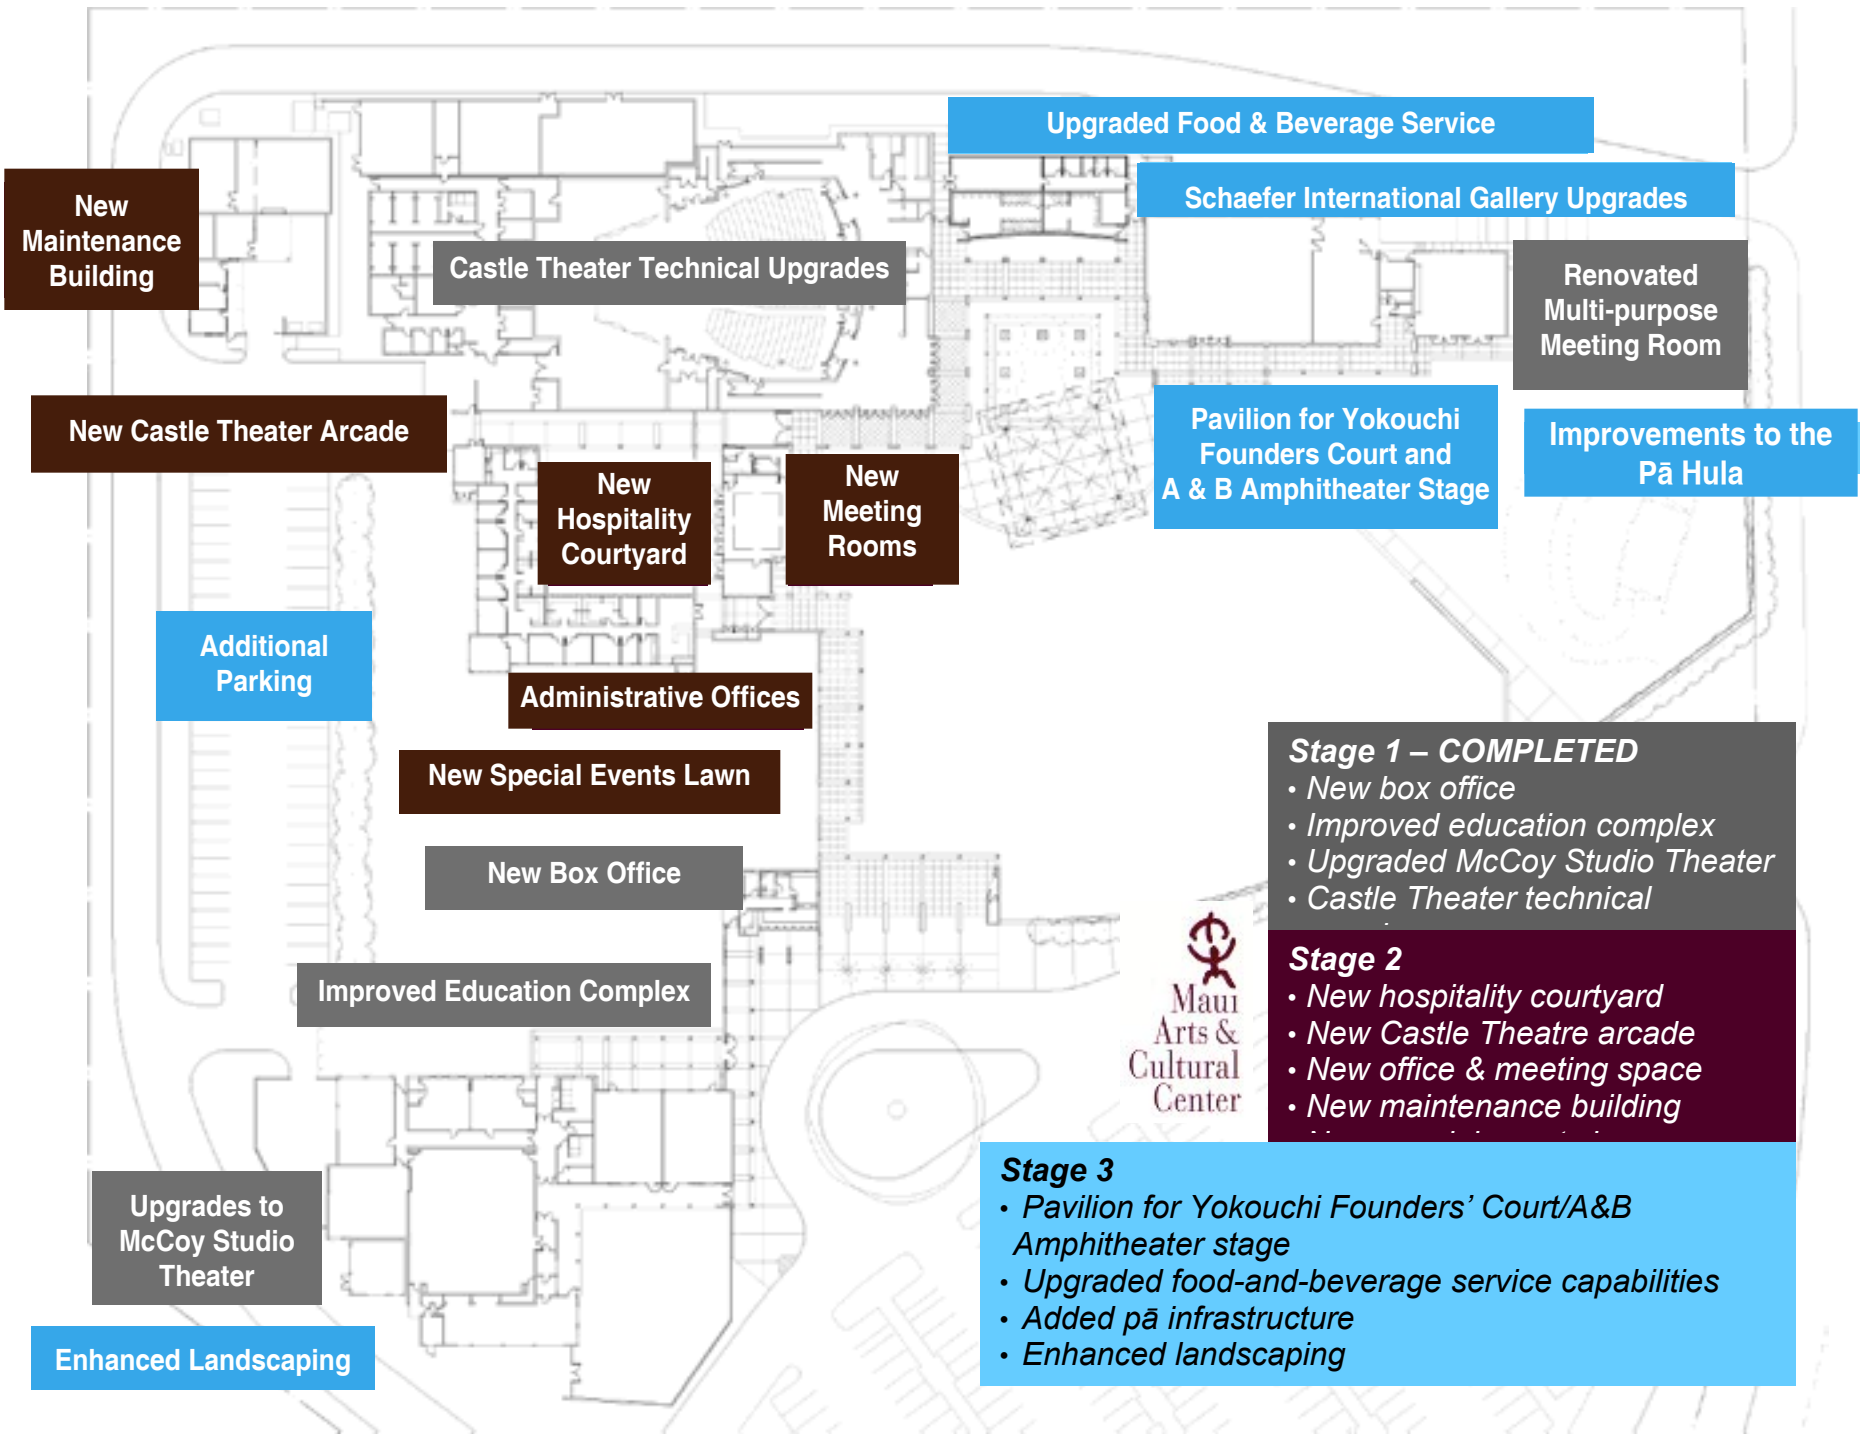 Upgraded Food & Beverage Service
Schaefer International Gallery Upgrades
New
Maintenance
Building
Castle Theater Technical Upgrades
Renovated
Multi-purpose
Meeting Room
New Castle Theater Arcade
Pavilion for Yokouchi
Founders Court and
A & B Amphitheater Stage
Improvements to the
Pā Hula
New
Hospitality
Courtyard
New
Meeting
Rooms
Additional
Parking
Administrative Offices
New Special Events Lawn
New Box Office
Improved Education Complex
Upgrades to
McCoy Studio
Theater
Enhanced Landscaping
Maui
Arts &
Cultural
Center
Stage 1 – COMPLETED
• New box office
• Improved education complex
• Upgraded McCoy Studio Theater
• Castle Theater technical
Stage 2
• New hospitality courtyard
• New Castle Theatre arcade
• New office & meeting space
• New maintenance building
Stage 3
• Pavilion for Yokouchi Founders’ Court/A&B
Amphitheater stage
• Upgraded food-and-beverage service capabilities
• Added pā infrastructure
• Enhanced landscaping